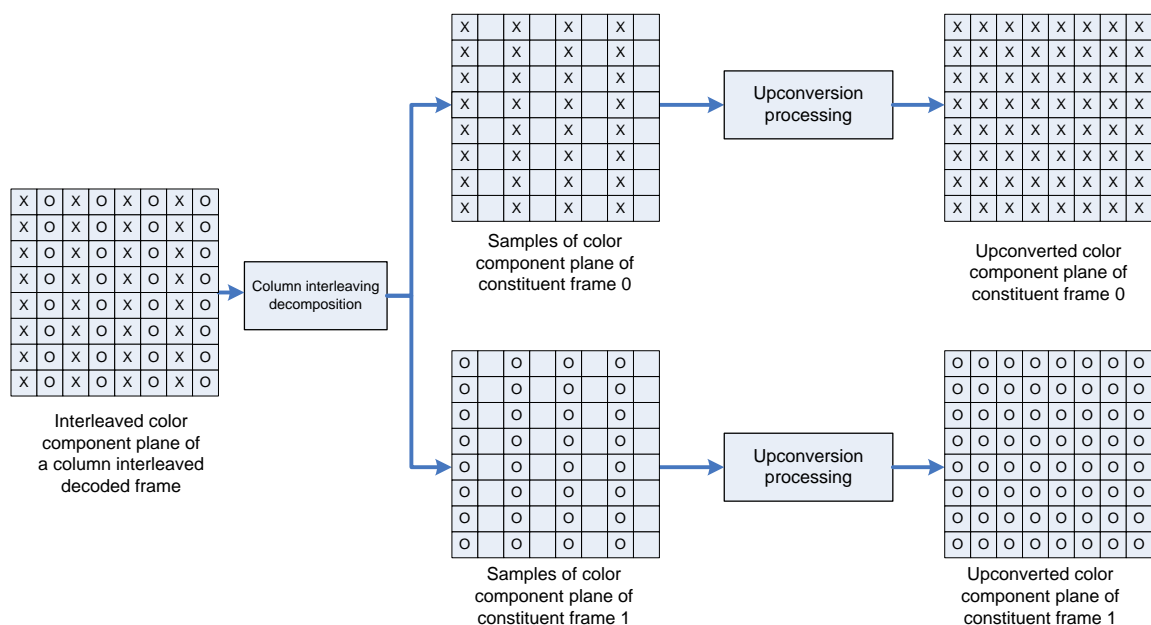 X X X X
X X X X
X X X X
X X X X
X X X X
X X X X
X X X X
X X X X
Samples of color
component plane of
constituent frame 0
Upconversion
processing
X X X X X X X X
X X X X X X X X
X X X X X X X X
X X X X X X X X
X X X X X X X X
X X X X X X X X
X X X X X X X X
X X X X X X X X
Upconverted color
component plane of
constituent frame 0
X O X O X O X O
X O X O X O X O
X O X O X O X O
X O X O X O X O
X O X O X O X O
X O X O X O X O
X O X O X O X O
X O X O X O X O
Interleaved color
component plane of
a column interleaved
decoded frame
Column interleaving
decomposition
O O O O
O O O O
O O O O
O O O O
O O O O
O O O O
O O O O
O O O O
Samples of color
component plane of
constituent frame 1
Upconversion
processing
O O O O O O O O
O O O O O O O O
O O O O O O O O
O O O O O O O O
O O O O O O O O
O O O O O O O O
O O O O O O O O
O O O O O O O O
Upconverted color
component plane of
constituent frame 1